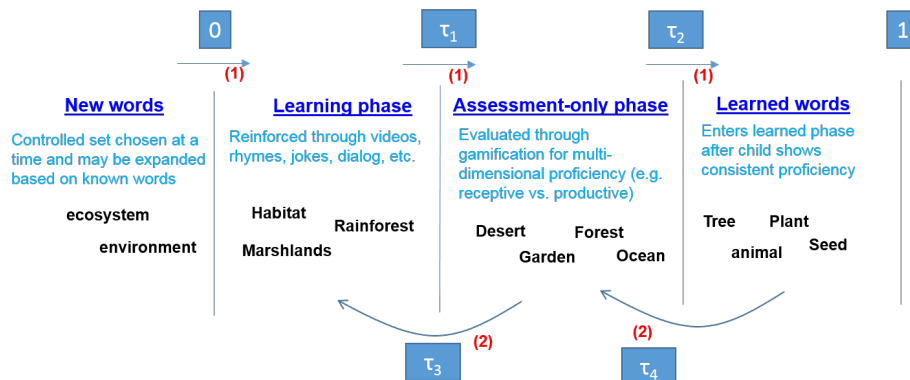 0
τ1
τ2
1
(1)
(1)
(1)
New words
Controlled set chosen at a
time and may be expanded
based on known words
ecosystem
environment
Learning phase
Reinforced through videos,
rhymes, jokes, dialog, etc.
Habitat
Rainforest
Marshlands
Assessment-only phase
Evaluated through
gamification for multi-
dimensional proficiency (e.g.
receptive vs. productive)
Desert
Forest
Garden
Ocean
Learned words
Enters learned phase
after child shows
consistent proficiency
Tree
Plant
animal
Seed
(2)
(2)
τ3
τ4